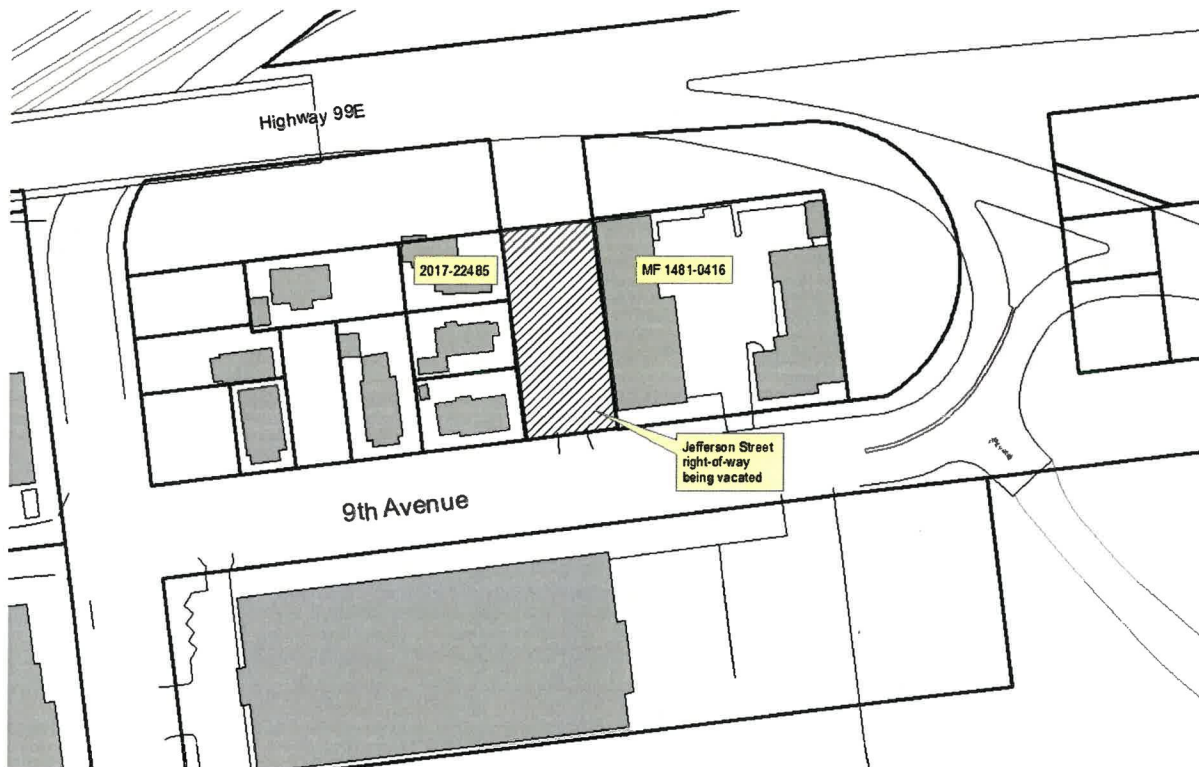 Highway 99E
2017-22485
MF 1481-0416
Jefferson Street
right-of-way
being vacated
9th Avenue